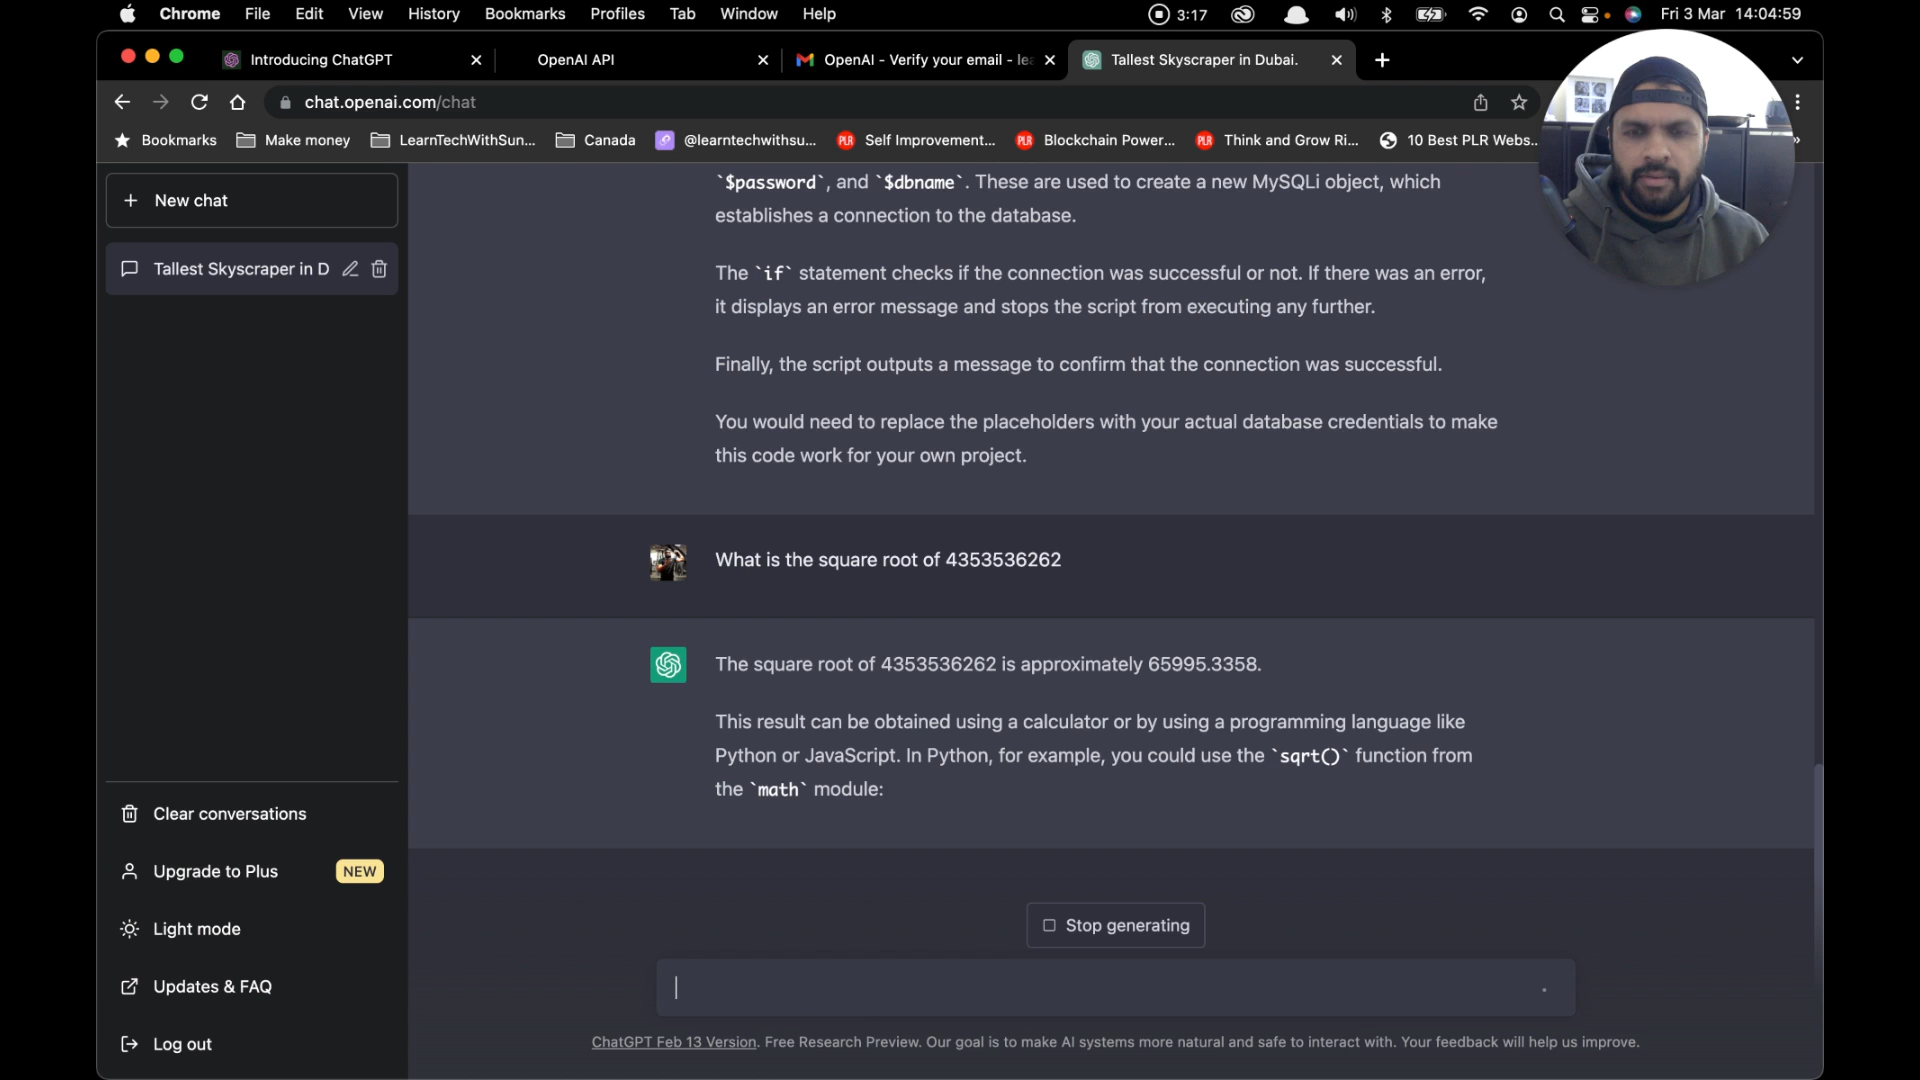 Chrome File Edit View History Bookmarks Profiles Tab Window Help 3:17 Fri 3 Mar 14:04:59
Introducing ChatGPT OpenAI API OpenAI - Verify your email - lea Tallest Skyscraper in Dubai.
chat.openai.com/chat
Bookmarks Make money LearnTechWithSun... Canada @learntechwithsu... PLR Self Improvement... PLR Blockchain Power... PLR Think and Grow Ri... 10 Best PLR Webs... »
+ New chat
Tallest Skyscraper in D
`$password`, and `$dbname`. These are used to create a new MySQLi object, which
establishes a connection to the database.
The `if` statement checks if the connection was successful or not. If there was an error,
it displays an error message and stops the script from executing any further.
Finally, the script outputs a message to confirm that the connection was successful.
You would need to replace the placeholders with your actual database credentials to make
this code work for your own project.
What is the square root of 4353536262
The square root of 4353536262 is approximately 65995.3358.
This result can be obtained using a calculator or by using a programming language like
Python or JavaScript. In Python, for example, you could use the `sqrt()` function from
the `math` module:
Clear conversations
Upgrade to Plus NEW
Light mode
Updates & FAQ
Log out
Stop generating
ChatGPT Feb 13 Version. Free Research Preview. Our goal is to make AI systems more natural and safe to interact with. Your feedback will help us improve.